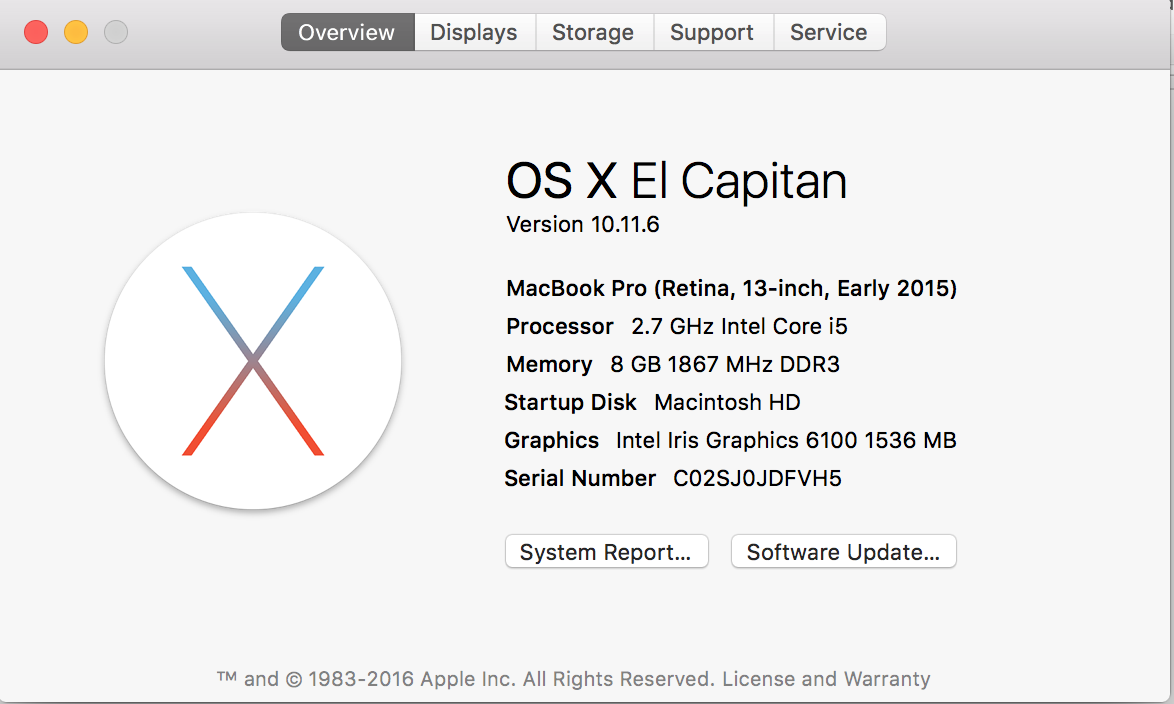 Overview Displays Storage Support Service
OS X El Capitan
Version 10.11.6
MacBook Pro (Retina, 13-inch, Early 2015)
Processor 2.7 GHz Intel Core i5
Memory 8 GB 1867 MHz DDR3
Startup Disk Macintosh HD
Graphics Intel Iris Graphics 6100 1536 MB
Serial Number C02SJ0JDFVH5
System Report... Software Update...
™ and © 1983-2016 Apple Inc. All Rights Reserved. License and Warranty